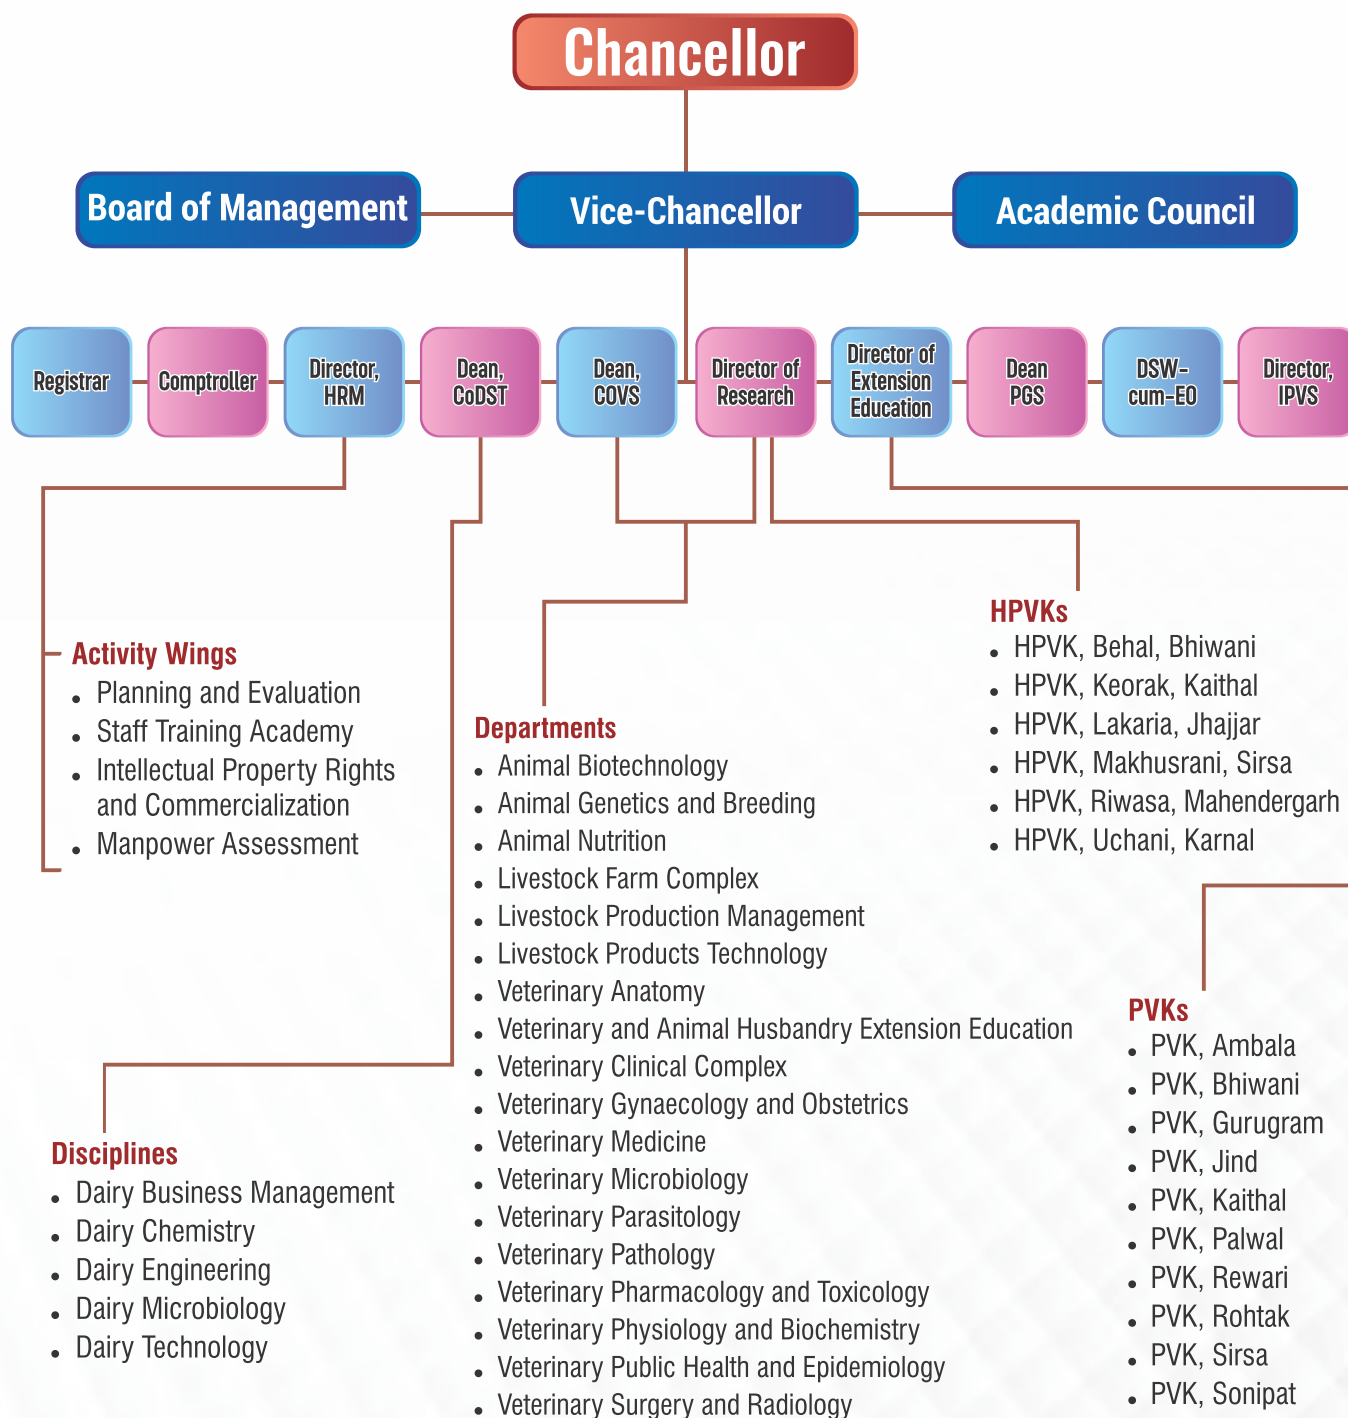 Chancellor
Board of Management
Vice-Chancellor
Academic Council
Registrar
Comptroller
Director,
HRM
Dean,
CoDST
Dean,
COVS
Director of
Research
Director of
Extension
Education
Dean
PGS
DSW-
cum-EO
Director,
IPVS
Activity Wings
• Planning and Evaluation
• Staff Training Academy
• Intellectual Property Rights
and Commercialization
• Manpower Assessment
Disciplines
• Dairy Business Management
• Dairy Chemistry
• Dairy Engineering
• Dairy Microbiology
• Dairy Technology
Departments
• Animal Biotechnology
• Animal Genetics and Breeding
• Animal Nutrition
• Livestock Farm Complex
• Livestock Production Management
• Livestock Products Technology
• Veterinary Anatomy
• Veterinary and Animal Husbandry Extension Education
• Veterinary Clinical Complex
• Veterinary Gynaecology and Obstetrics
• Veterinary Medicine
• Veterinary Microbiology
• Veterinary Parasitology
• Veterinary Pathology
• Veterinary Pharmacology and Toxicology
• Veterinary Physiology and Biochemistry
• Veterinary Public Health and Epidemiology
• Veterinary Surgery and Radiology
HPVKs
• HPVK, Behal, Bhiwani
• HPVK, Keorak, Kaithal
• HPVK, Lakaria, Jhajjar
• HPVK, Makhusrani, Sirsa
• HPVK, Riwasa, Mahendergarh
• HPVK, Uchani, Karnal
PVKs
• PVK, Ambala
• PVK, Bhiwani
• PVK, Gurugram
• PVK, Jind
• PVK, Kaithal
• PVK, Palwal
• PVK, Rewari
• PVK, Rohtak
• PVK, Sirsa
• PVK, Sonipat